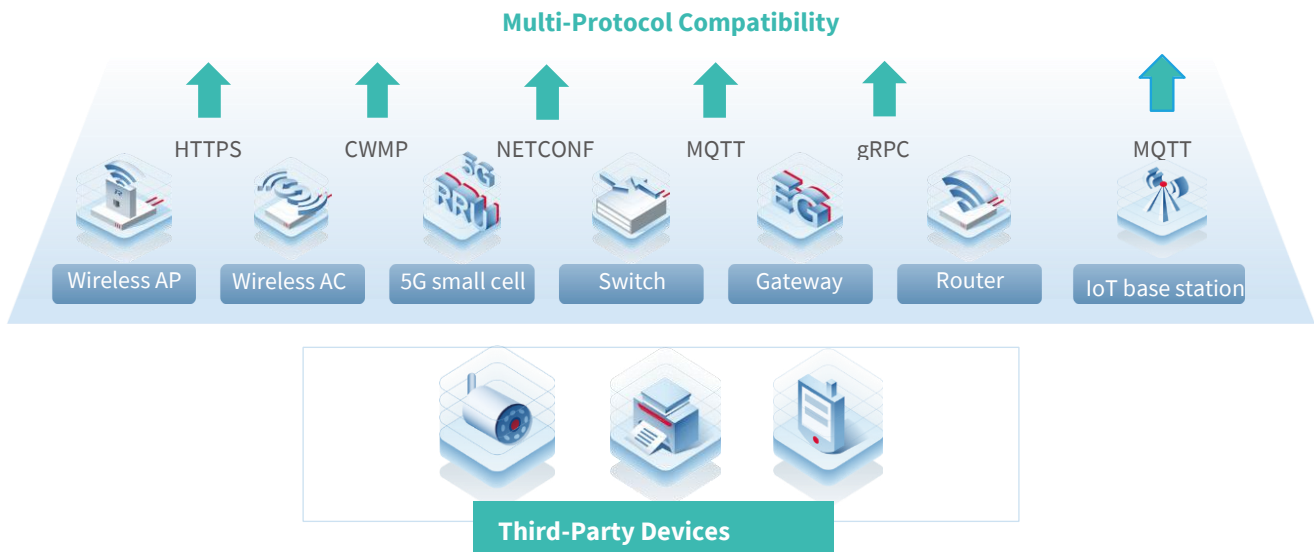 Multi-Protocol Compatibility
HTTPS CWMP NETCONF MQTT gRPC MQTT
5G
RRU
EG
Wireless AP Wireless AC 5G small cell Switch Gateway Router IoT base station
Third-Party Devices